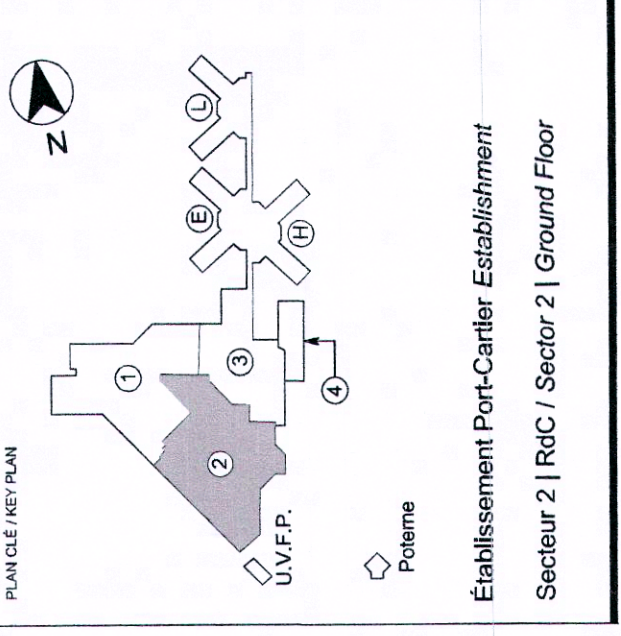 PLAN CLÉ / KEY PLAN
N
1
2
3
4
E
L
H
U.V.F.P.
Poterne
Établissement Port-Cartier Establishment
Secteur 2 | RdC / Sector 2 | Ground Floor